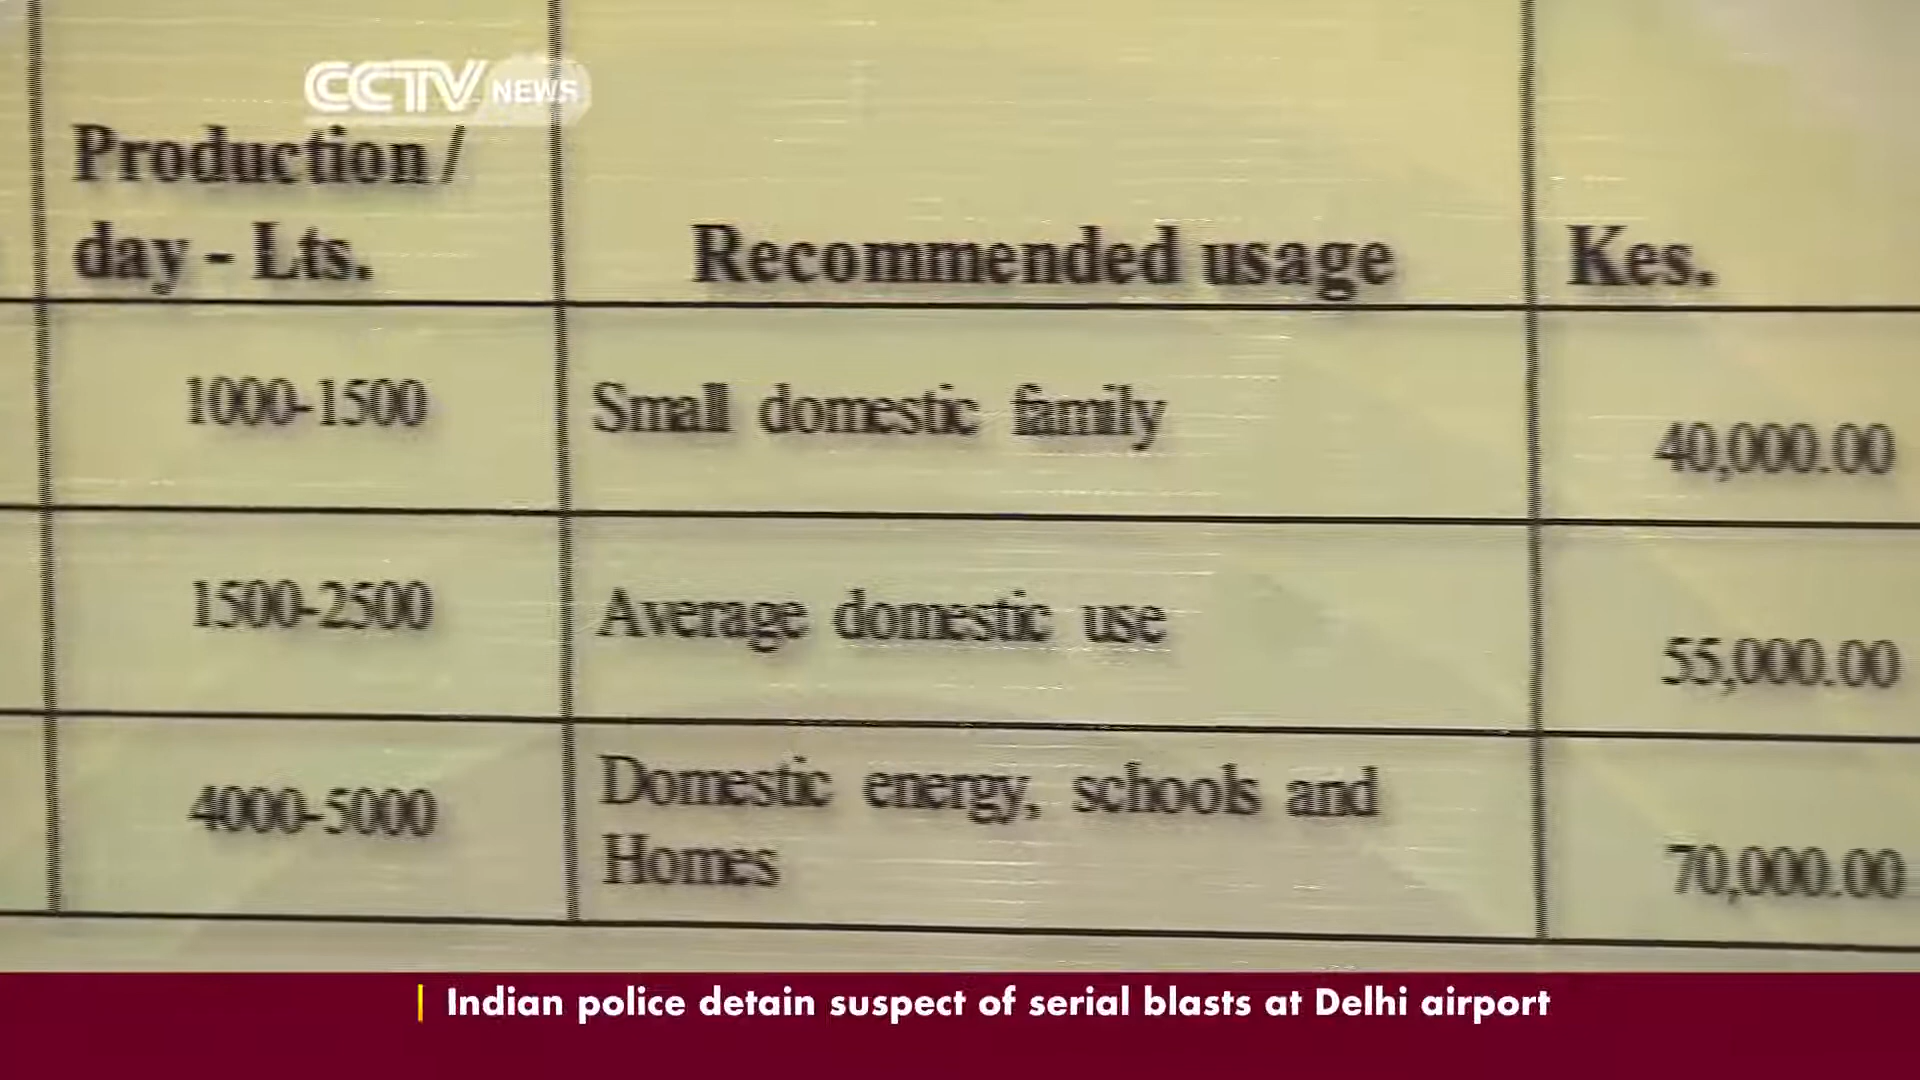 CCTV NEWS
Production/
day - Lts.
Recommended usage
Kes.
1000-1500
Small domestic family
40,000.00
1500-2500
Average domestic use
55,000.00
4000-5000
Domestic energy, schools and
Homes
70,000.00
Indian police detain suspect of serial blasts at Delhi airport